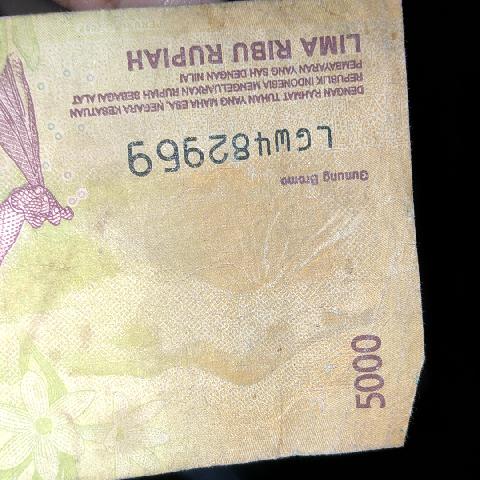 5000
Gunung Bromo
LGW482969
DENGAN RAHMAT TUHAN YANG MAHA ESA, NEGARA KESATUAN
REPUBLIK INDONESIA MENGELUARKAN RUPIAH SEBAGAI ALAT
PEMBAYARAN YANG SAH DENGAN NILAI
LIMA RIBU RUPIAH